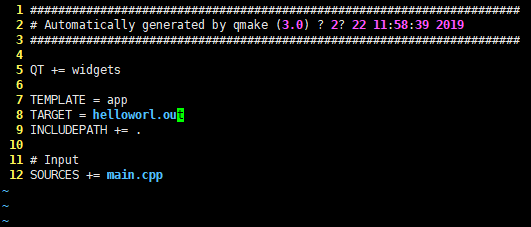 1 ######################################################################
2 # Automatically generated by qmake (3.0) ? 2? 22 11:58:39 2019
3 ######################################################################
4
5 QT += widgets
6
7 TEMPLATE = app
8 TARGET = helloworl.out
9 INCLUDEPATH += .
10
11 # Input
12 SOURCES += main.cpp
~
~
~